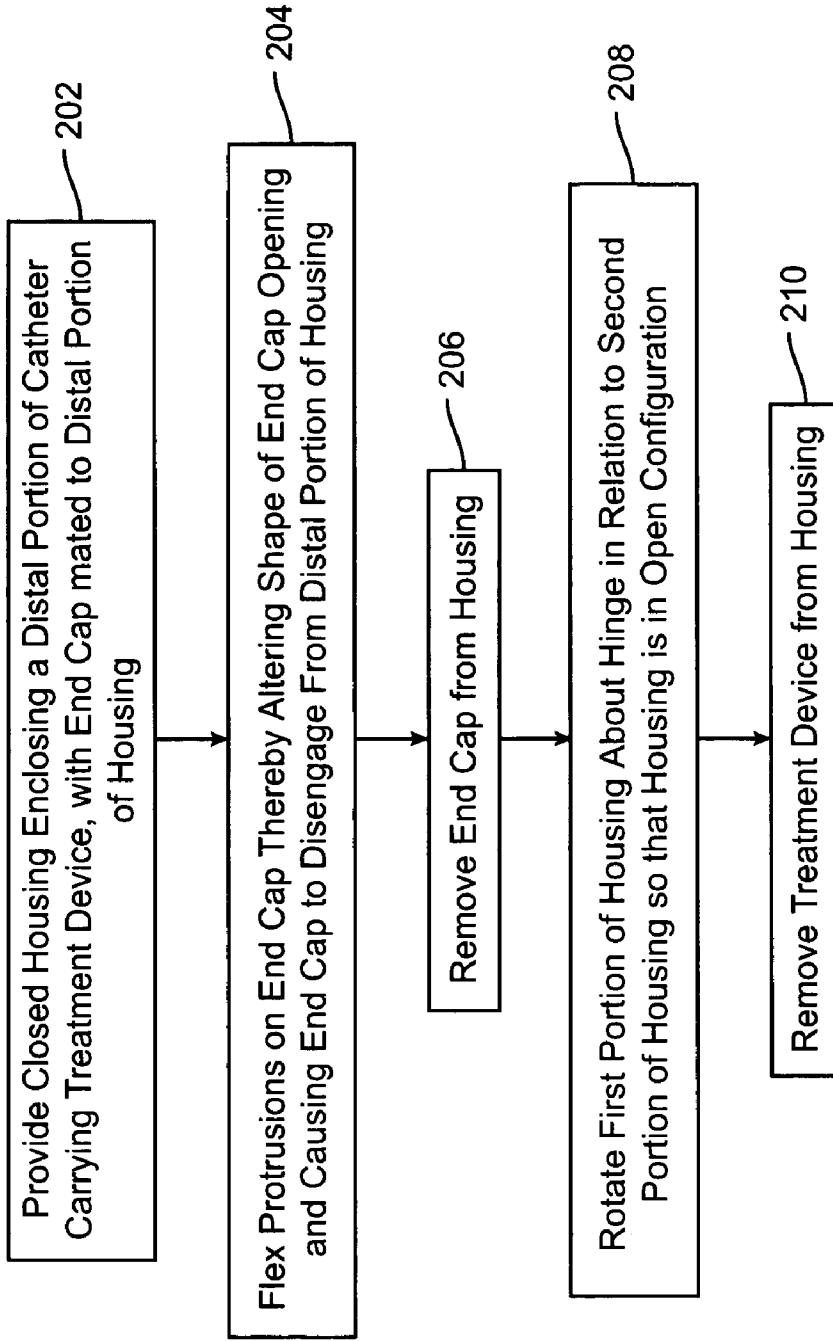 202
Provide Closed Housing Enclosing a Distal Portion of Catheter
Carrying Treatment Device, with End Cap mated to Distal Portion
of Housing
204
Flex Protrusions on End Cap Thereby Altering Shape of End Cap Opening
and Causing End Cap to Disengage From Distal Portion of Housing
206
Remove End Cap from Housing
208
Rotate First Portion of Housing About Hinge in Relation to Second
Portion of Housing so that Housing is in Open Configuration
210
Remove Treatment Device from Housing